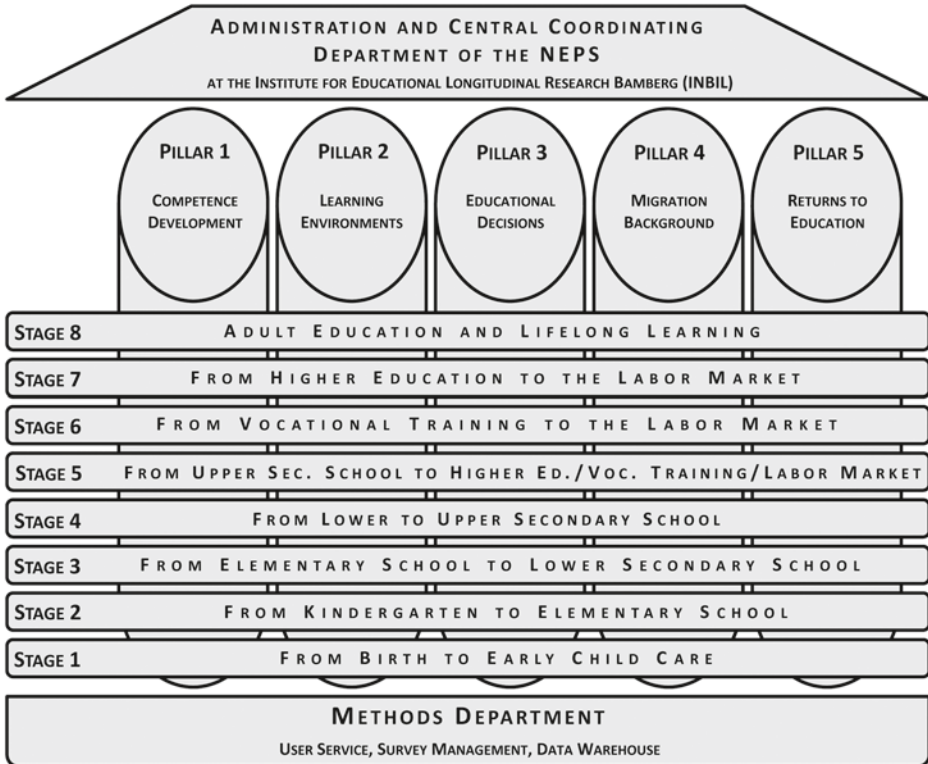 ADMINISTRATION AND CENTRAL COORDINATING
DEPARTMENT OF THE NEPS
AT THE INSTITUTE FOR EDUCATIONAL LONGITUDINAL RESEARCH BAMBERG (INBIL)
PILLAR 1
COMPETENCE
DEVELOPMENT
PILLAR 2
LEARNING
ENVIRONMENTS
PILLAR 3
EDUCATIONAL
DECISIONS
PILLAR 4
MIGRATION
BACKGROUND
PILLAR 5
RETURNS TO
EDUCATION
STAGE 8 ADULT EDUCATION AND LIFELONG LEARNING
STAGE 7 FROM HIGHER EDUCATION TO THE LABOR MARKET
STAGE 6 FROM VOCATIONAL TRAINING TO THE LABOR MARKET
STAGE 5 FROM UPPER SEC. SCHOOL TO HIGHER ED./VOC. TRAINING/LABOR MARKET
STAGE 4 FROM LOWER TO UPPER SECONDARY SCHOOL
STAGE 3 FROM ELEMENTARY SCHOOL TO LOWER SECONDARY SCHOOL
STAGE 2 FROM KINDERGARTEN TO ELEMENTARY SCHOOL
STAGE 1 FROM BIRTH TO EARLY CHILD CARE
METHODS DEPARTMENT
USER SERVICE, SURVEY MANAGEMENT, DATA WAREHOUSE